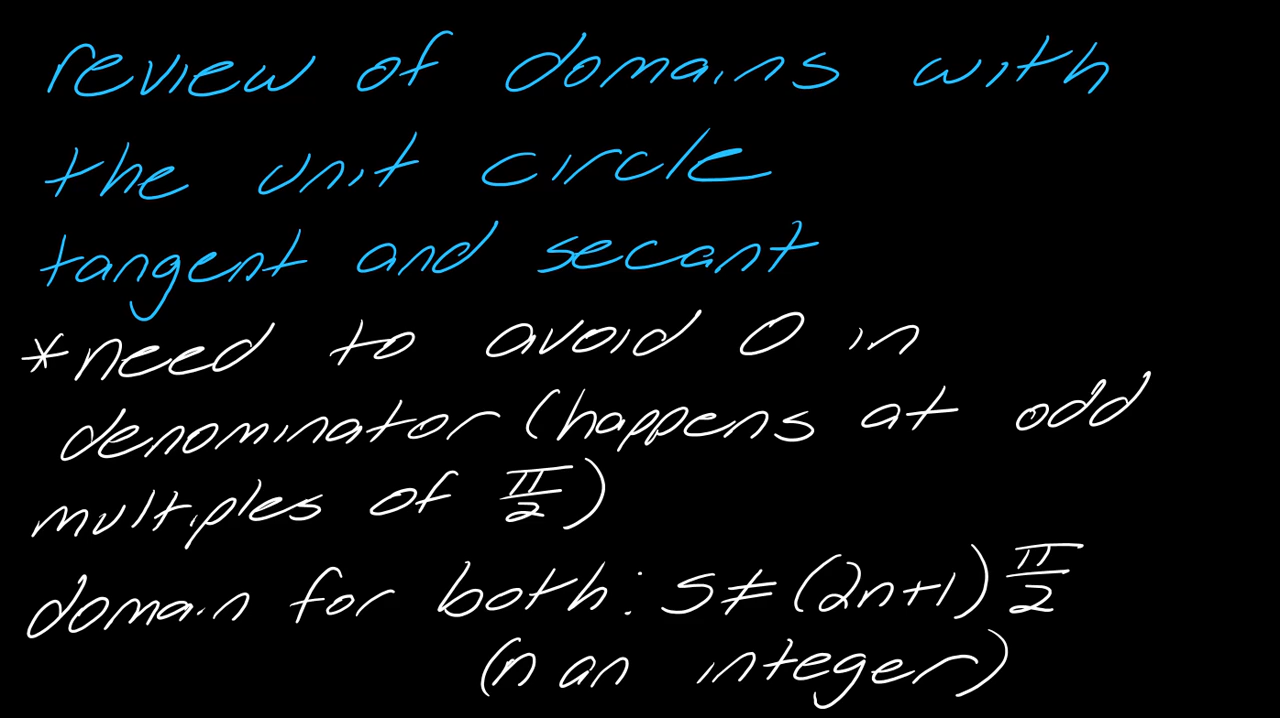 review of domains with
the unit circle
tangent and secant
*need to avoid 0 in
denominator (happens at odd
multiples of π/2)
domain for both: s≠(2n+1)π/2
(n an integer)